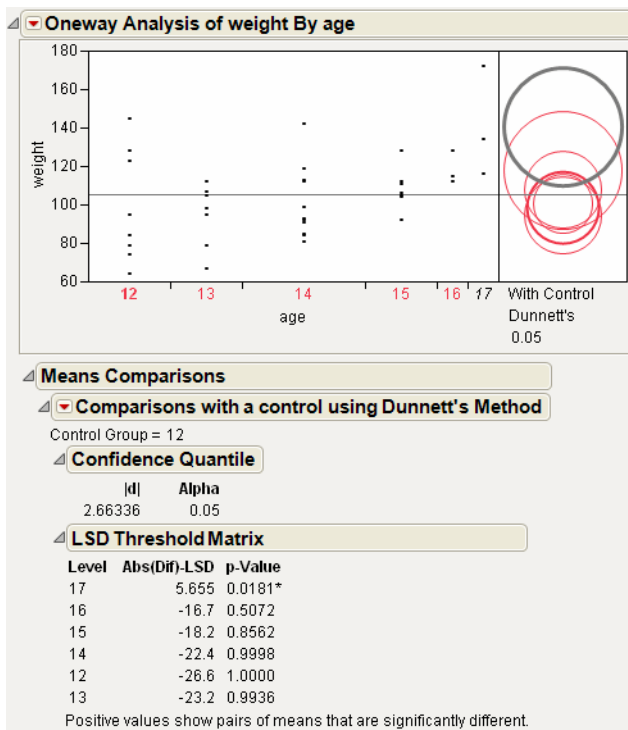 Oneway Analysis of weight By age
180
160
140
120
100
80
60
weight
12 13 14 15 16 17
age
With Control
Dunnett's
0.05
Means Comparisons
Comparisons with a control using Dunnett's Method
Control Group = 12
Confidence Quantile
|d| Alpha
2.66336 0.05
LSD Threshold Matrix
Level Abs(Dif)-LSD p-Value
17 5.655 0.0181*
16 -16.7 0.5072
15 -18.2 0.8562
14 -22.4 0.9998
12 -26.6 1.0000
13 -23.2 0.9936
Positive values show pairs of means that are significantly different.